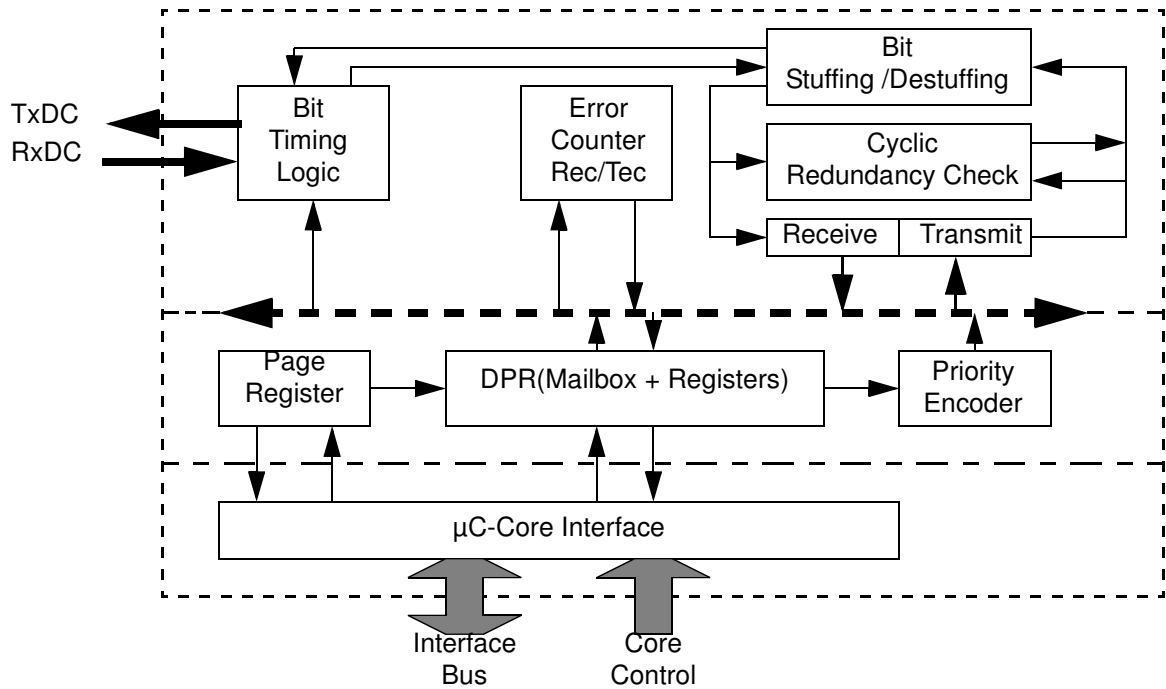 Bit
Stuffing /Destuffing
TxDC
RxDC
Bit
Timing
Logic
Error
Counter
Rec/Tec
Cyclic
Redundancy Check
Receive
Transmit
Page
Register
DPR(Mailbox + Registers)
Priority
Encoder
µC-Core Interface
Interface
Bus
Core
Control